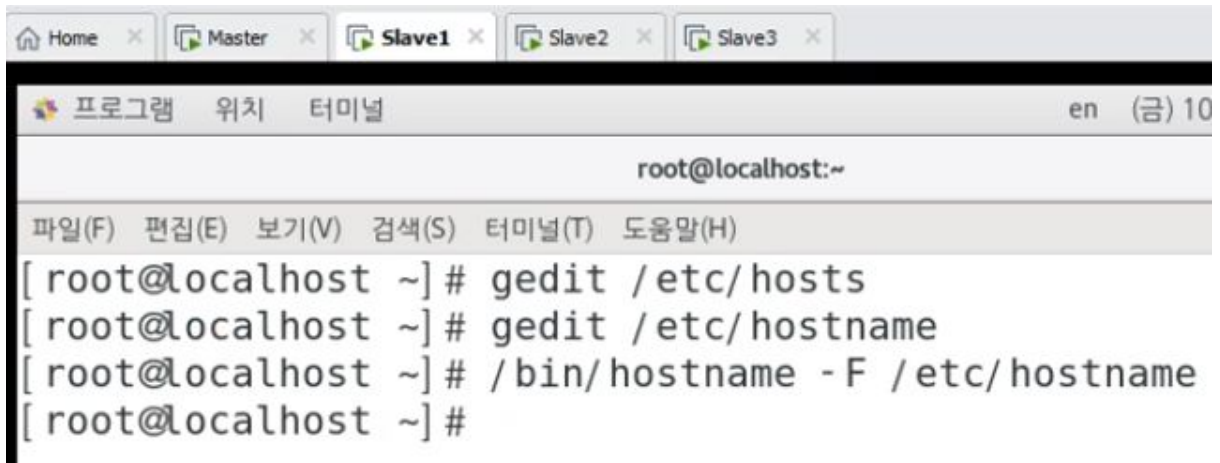 Home Master Slave1 Slave2 Slave3
프로그램 위치 터미널 en (금) 10
root@localhost:~
파일(F) 편집(E) 보기(V) 검색(S) 터미널(T) 도움말(H)
[root@localhost ~]# gedit /etc/hosts
[root@localhost ~]# gedit /etc/hostname
[root@localhost ~]# /bin/hostname -F /etc/hostname
[root@localhost ~]#